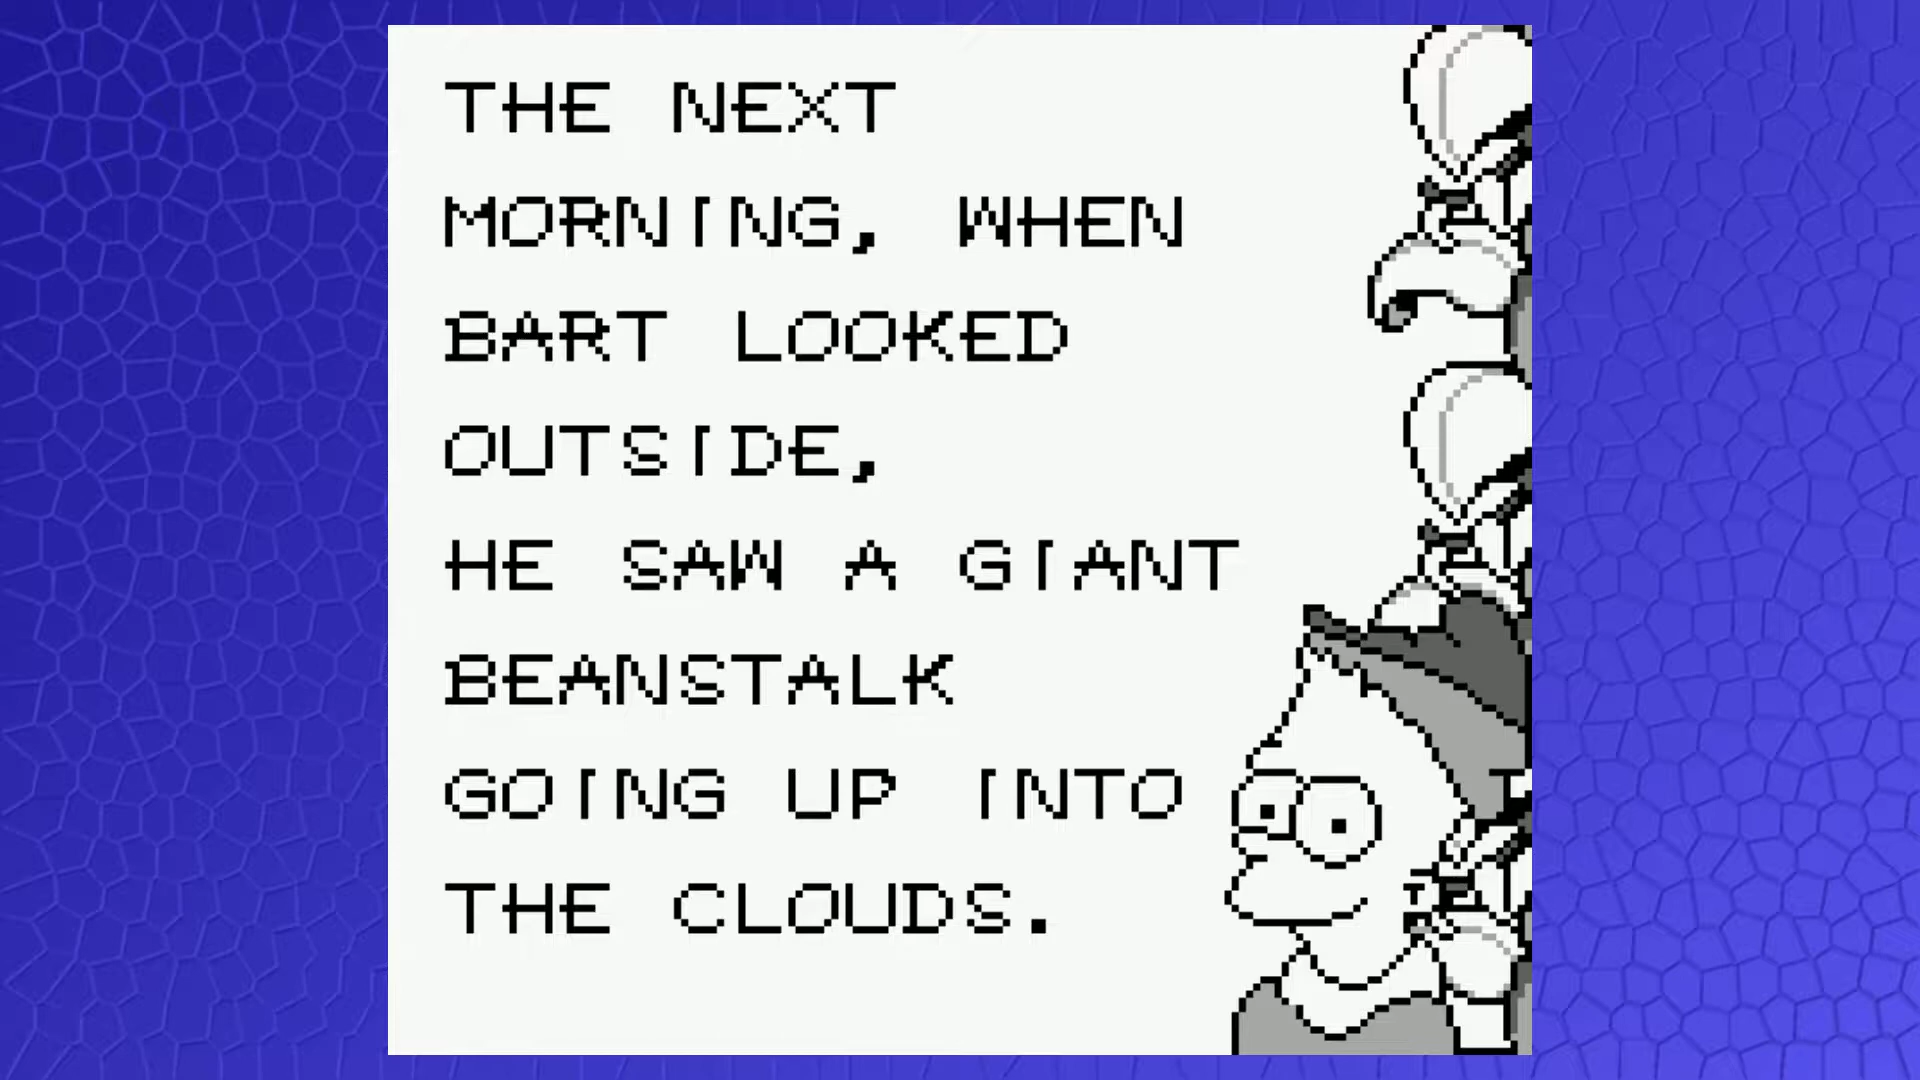 THE NEXT
MORNING, WHEN
BART LOOKED
OUTSIDE,
HE SAW A GIANT
BEANSTALK
GOING UP INTO
THE CLOUDS.